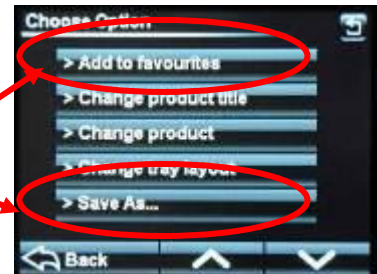 Choose Option
> Add to favourites
> Change product title
> Change product
> Change tray layout
> Save As...
Back